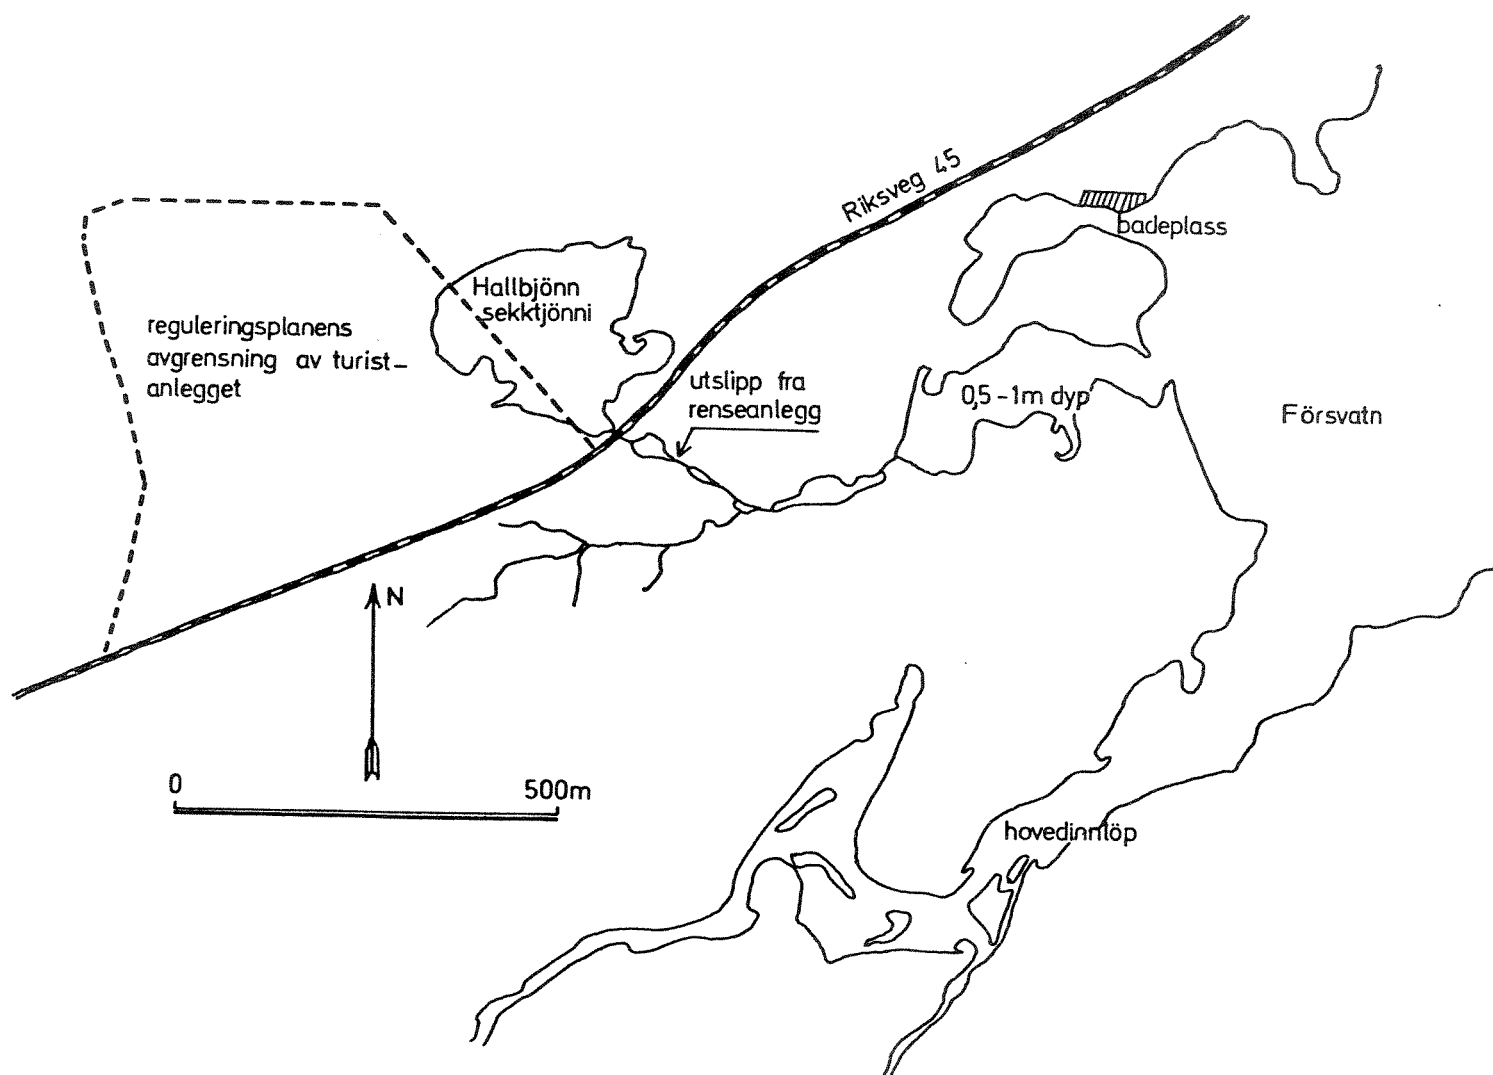 Riksveg 45
badeplass
Hallbjönn
sekktjönni
reguleringsplanens
avgrensning av turist-
anlegget
utslipp fra
renseanlegg
0,5-1m dyp
Försvatn
N
0 500m
hovedinnlöp